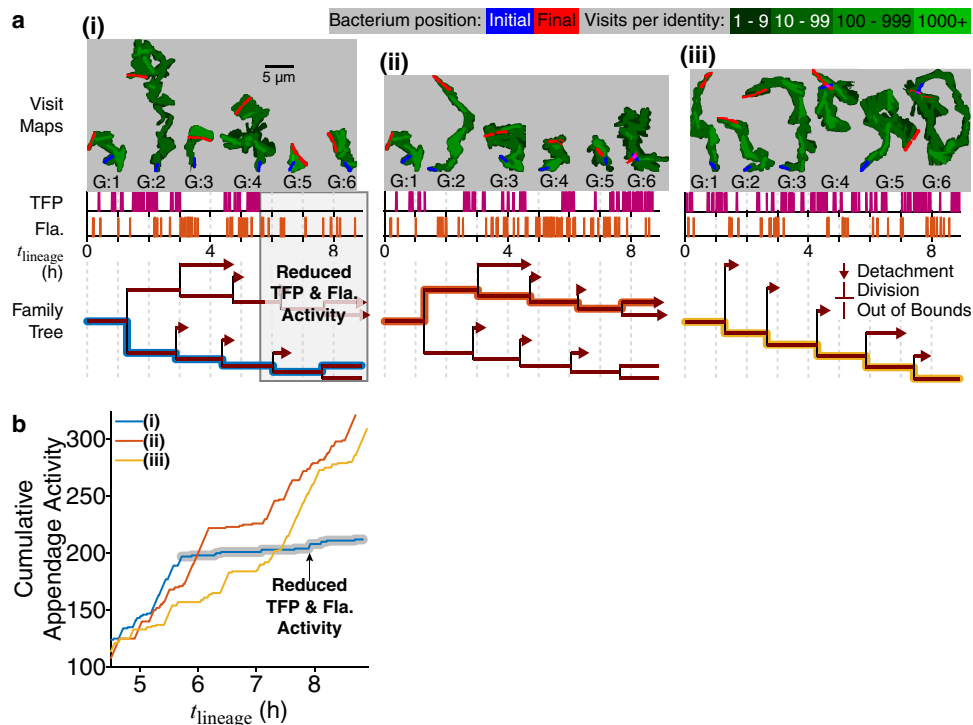 a
Bacterium position: Initial Final Visits per identity: 1 - 9 10 - 99 100 - 999 1000+
(i) (ii) (iii)
5 μm
Visit
Maps
G:1 G:2 G:3 G:4 G:5 G:6 G:1 G:2 G:3 G:4 G:5 G:6 G:1 G:2 G:3 G:4 G:5 G:6
TFP
Fla.
t lineage
(h)
0 4 8 0 4 8 0 4 8
Family
Tree
Reduced
TFP & Fla.
Activity
Detachment
Division
Out of Bounds
b
(i)
(ii)
(iii)
Cumulative
Appendage Activity
300
250
200
150
100
Reduced
TFP & Fla.
Activity
5 6 7 8
t lineage (h)